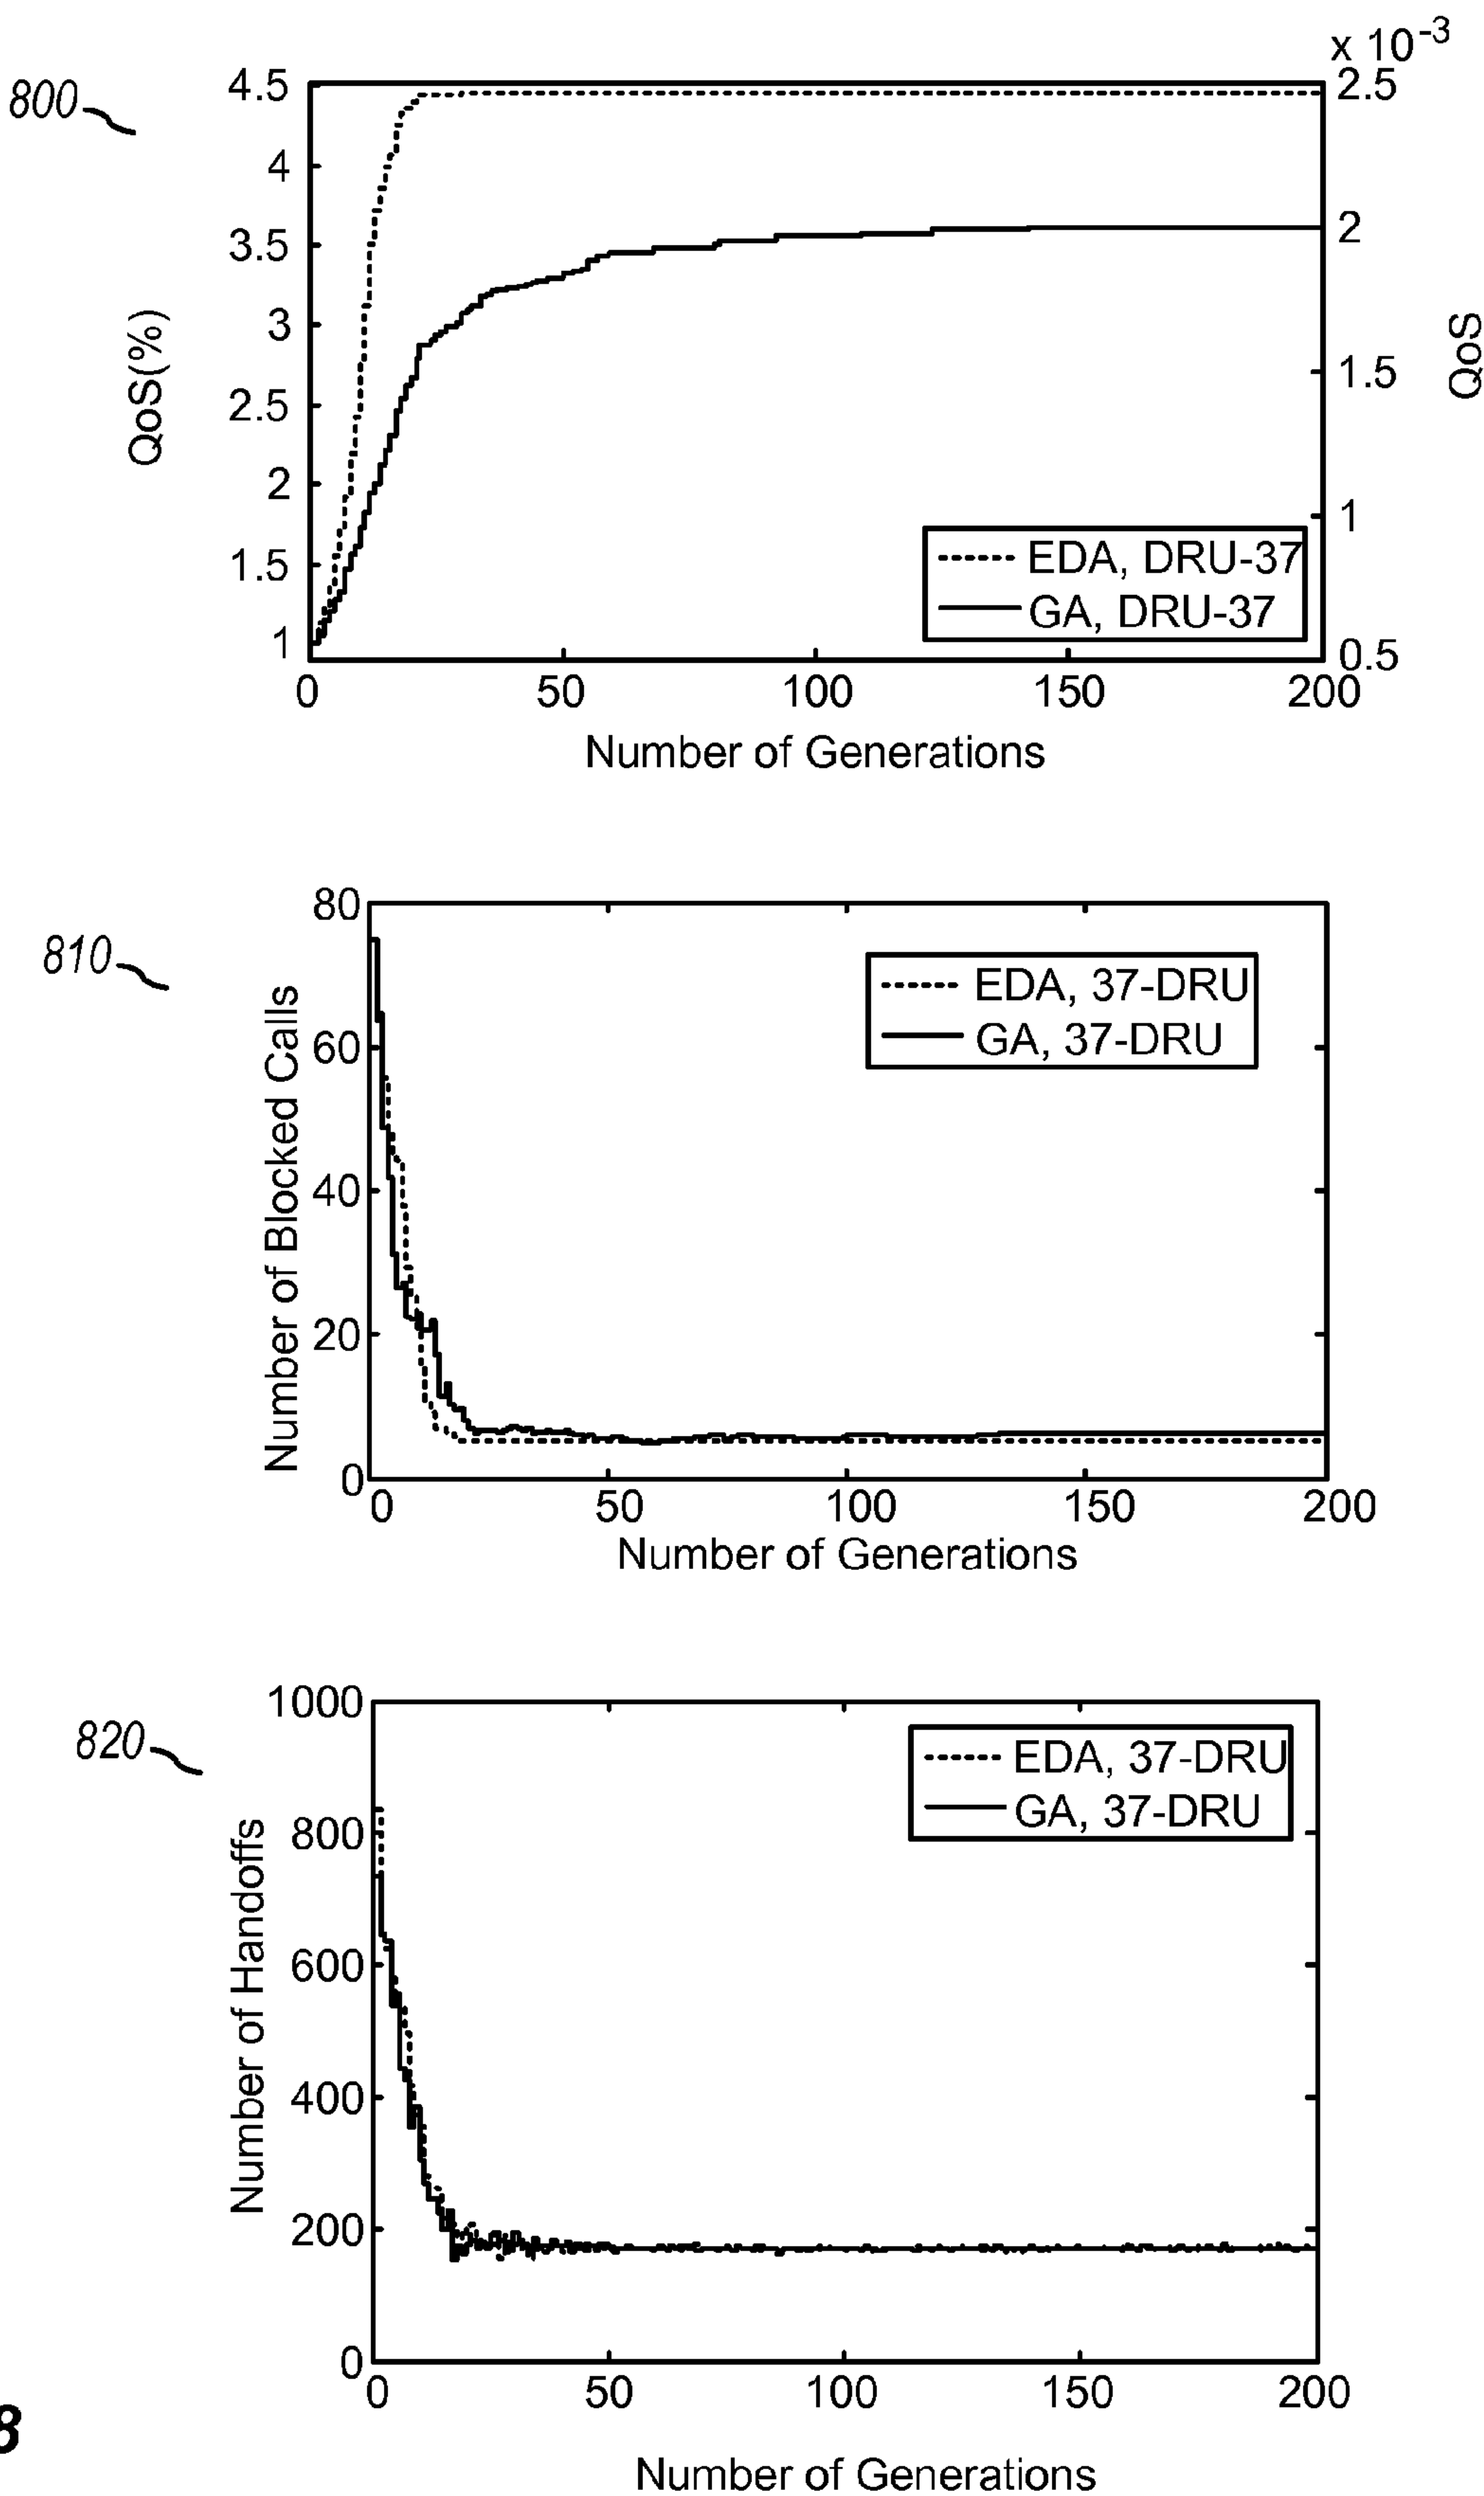 800
x 10-3
4.5
4
3.5
3
2.5
2
1.5
1
QoS(%)
2.5
2
1.5
1
0.5
QoS
EDA, DRU-37
GA, DRU-37
0 50 100 150 200
Number of Generations
810
80
60
40
20
0
Number of Blocked Calls
EDA, 37-DRU
GA, 37-DRU
0 50 100 150 200
Number of Generations
820
1000
800
600
400
200
0
Number of Handoffs
EDA, 37-DRU
GA, 37-DRU
0 50 100 150 200
Number of Generations